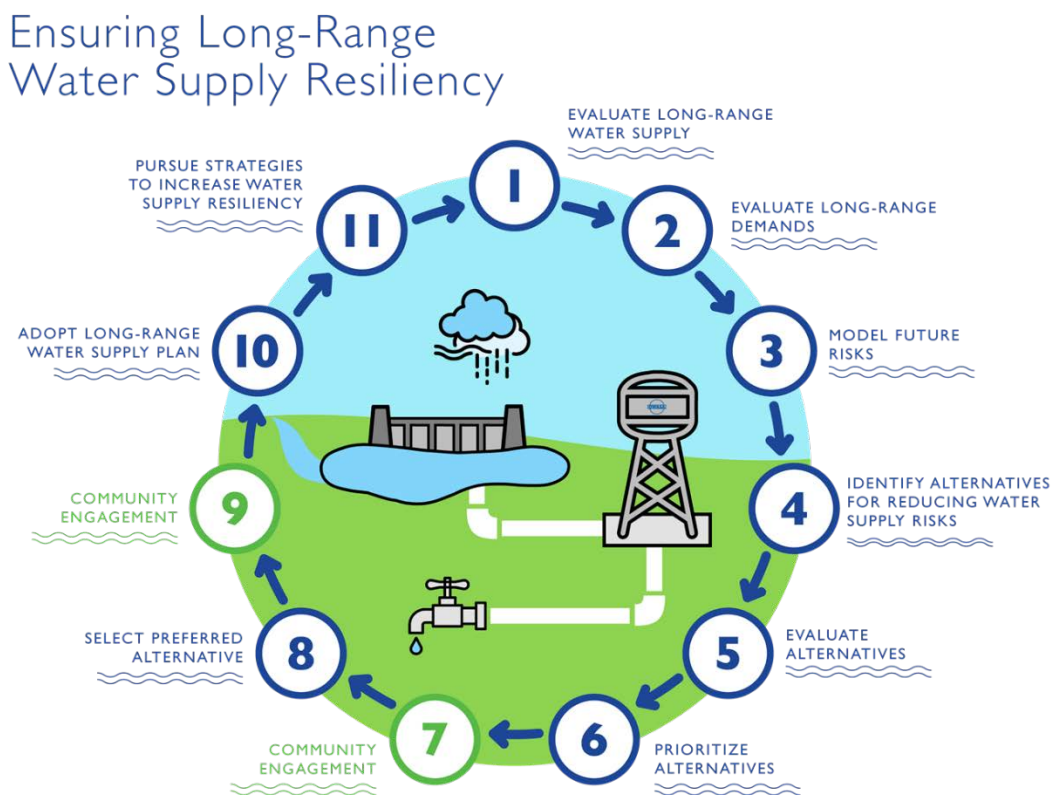 Ensuring Long-Range
Water Supply Resiliency
1
EVALUATE LONG-RANGE
WATER SUPPLY
2
EVALUATE LONG-RANGE
DEMANDS
3
MODEL FUTURE
RISKS
4
IDENTIFY ALTERNATIVES
FOR REDUCING WATER
SUPPLY RISKS
5
EVALUATE
ALTERNATIVES
6
PRIORITIZE
ALTERNATIVES
7
COMMUNITY
ENGAGEMENT
8
SELECT PREFERRED
ALTERNATIVE
9
COMMUNITY
ENGAGEMENT
10
ADOPT LONG-RANGE
WATER SUPPLY PLAN
11
PURSUE STRATEGIES
TO INCREASE WATER
SUPPLY RESILIENCY